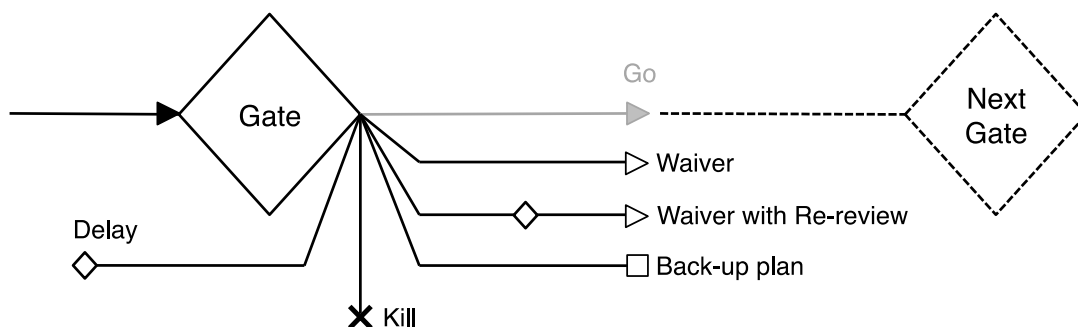 Go
Gate
Next
Gate
Waiver
Waiver with Re-review
Delay
Back-up plan
Kill